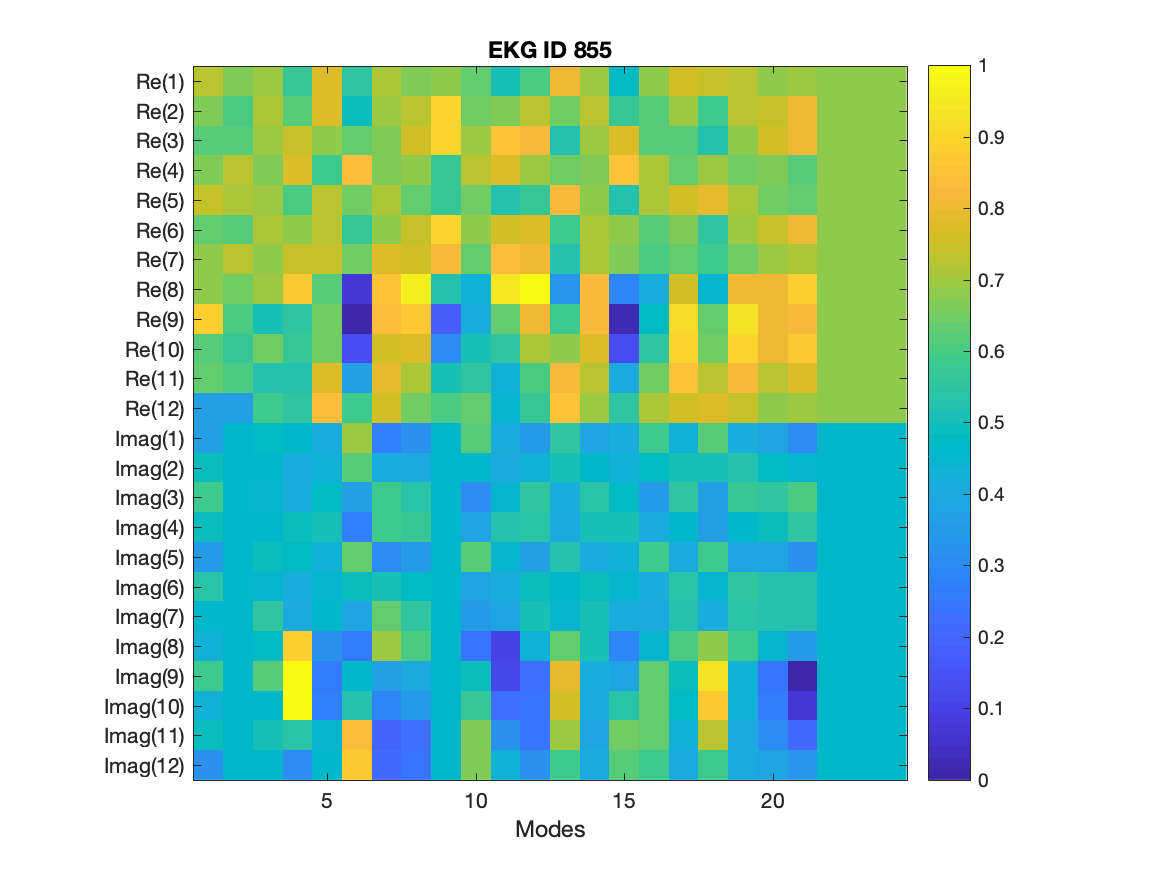 EKG ID 855
Re(1)
Re(2)
Re(3)
Re(4)
Re(5)
Re(6)
Re(7)
Re(8)
Re(9)
Re(10)
Re(11)
Re(12)
Imag(1)
Imag(2)
Imag(3)
Imag(4)
Imag(5)
Imag(6)
Imag(7)
Imag(8)
Imag(9)
Imag(10)
Imag(11)
Imag(12)
5 10 15 20
Modes
1
0.9
0.8
0.7
0.6
0.5
0.4
0.3
0.2
0.1
0